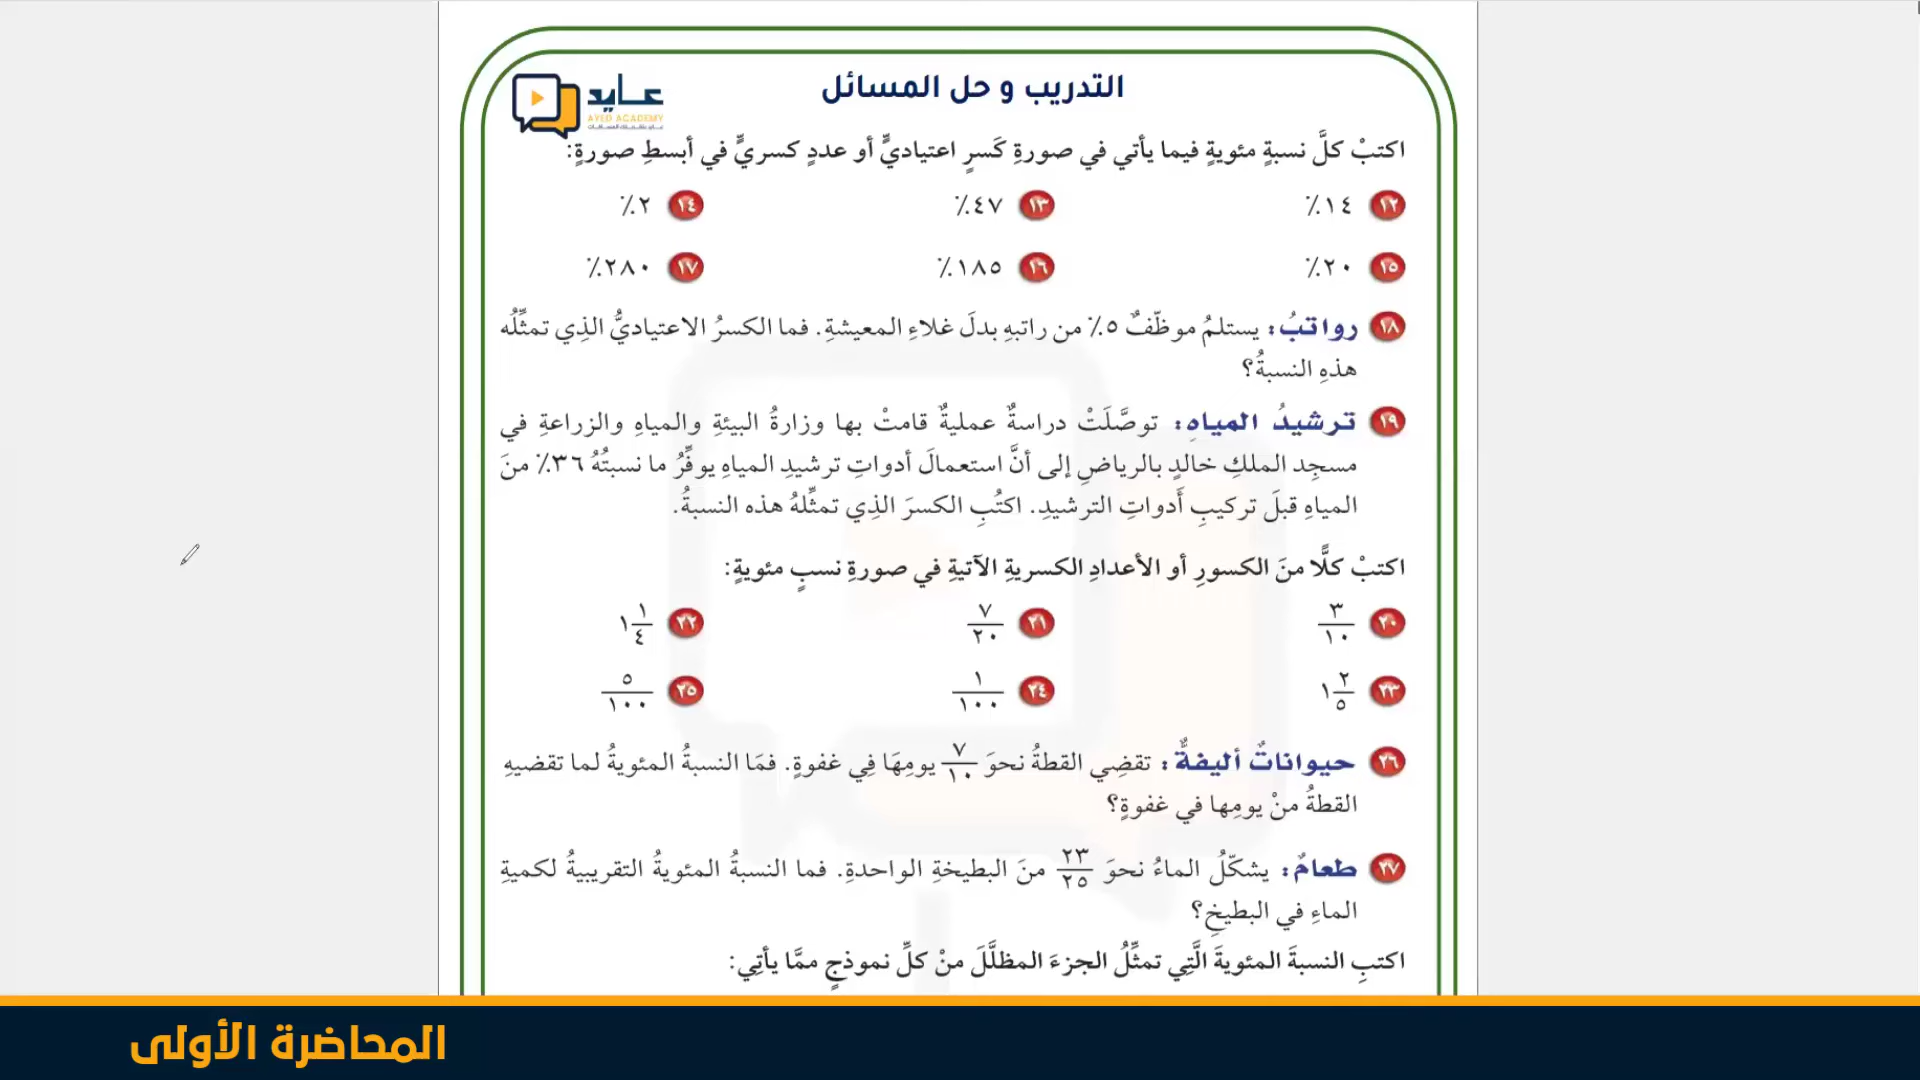 التدريب و حل المسائل
عايد
AYED ACADEMY
اكتبْ كلَّ نسبةٍ مئويةٍ فيما يأتي في صورةِ كَسرٍ اعتياديٍّ أو عددٍ كسريٍّ في أبسطِ صورةٍ:
١٢ ١٤٪ ١٣ ٤٧٪ ١٤ ٢٪
١٥ ٢٠٪ ١٦ ١٨٥٪ ١٧ ٢٨٠٪
١٨ رواتبُ: يستلمُ موظّفٌ ٥٪ من راتبهِ بدلَ غلاءِ المعيشةِ. فما الكسرُ الاعتياديُّ الذِي تمثِّلُه
هذهِ النسبةُ؟
١٩ ترشيدُ المياهِ: توصَّلَتْ دراسةٌ عمليةٌ قامتْ بها وزارةُ البيئةِ والمياهِ والزراعةِ في
مسجِد الملكِ خالدٍ بالرياضِ إلى أنَّ استعمالَ أدواتِ ترشيدِ المياهِ يوفِّرُ ما نسبتُهُ ٣٦٪ منَ
المياهِ قبلَ تركيبِ أَدواتِ الترشيدِ. اكتُبِ الكسرَ الذِي تمثِّلهُ هذه النسبةُ.
اكتبْ كلًّا منَ الكسورِ أو الأعدادِ الكسريةِ الآتيةِ في صورةِ نسبٍ مئويةٍ:
٢٠ ٣/١٠ ٢١ ٧/٢٠ ٢٢ ١ ١/٤
٢٣ ١ ٢/٥ ٢٤ ١/١٠٠ ٢٥ ٥/١٠٠
٢٦ حيواناتٌ أليفةٌ: تقضِي القطةُ نحوَ ٧/١٠ يومِهَا فِي غفوةٍ. فمَا النسبةُ المئويةُ لما تقضيهِ
القطةُ منْ يومِها في غفوةٍ؟
٢٧ طعامٌ: يشكّلُ الماءُ نحوَ ٢٣/٢٥ منَ البطيخةِ الواحدةِ. فما النسبةُ المئويةُ التقريبيةُ لكميةِ
الماءِ في البطيخِ؟
اكتبِ النسبةَ المئويةَ الَّتِي تمثِّلُ الجزءَ المظلَّلَ منْ كلِّ نموذجٍ ممَّا يأتِي:
المحاضرة الأولى